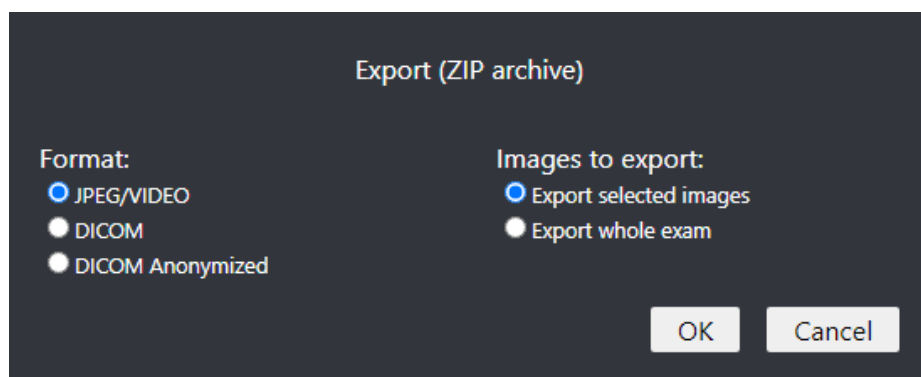 Export (ZIP archive)
Format:
JPEG/VIDEO
DICOM
DICOM Anonymized
Images to export:
Export selected images
Export whole exam
OK
Cancel